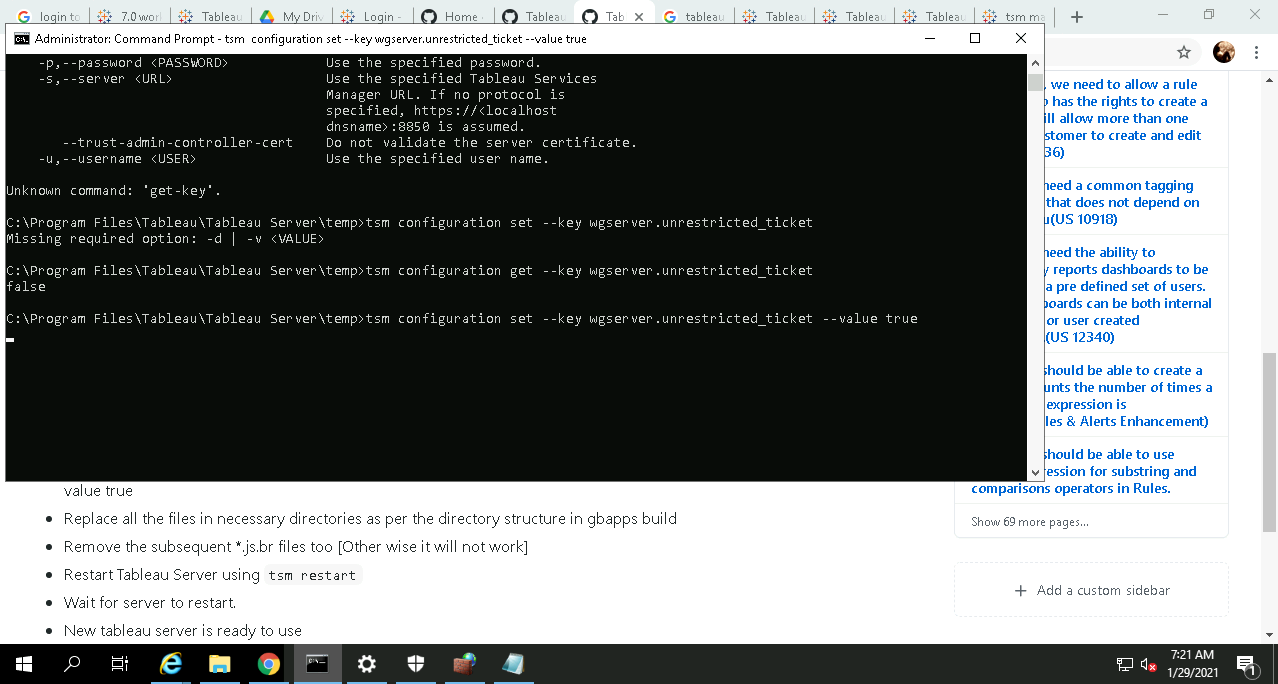 login to
7.0 worl
Tableau
My Driv
Login -
Home ·
Tableau
Tab
tableau
Tableau
Tableau
Tableau
tsm ma
Administrator: Command Prompt - tsm configuration set --key wgserver.unrestricted_ticket --value true
-p,--password <PASSWORD> Use the specified password.
-s,--server <URL> Use the specified Tableau Services
Manager URL. If no protocol is
specified, https://<localhost
dnsname>:8850 is assumed.
--trust-admin-controller-cert Do not validate the server certificate.
-u,--username <USER> Use the specified user name.
Unknown command: 'get-key'.
C:\Program Files\Tableau\Tableau Server\temp>tsm configuration set --key wgserver.unrestricted_ticket
Missing required option: -d | -v <VALUE>
C:\Program Files\Tableau\Tableau Server\temp>tsm configuration get --key wgserver.unrestricted_ticket
false
C:\Program Files\Tableau\Tableau Server\temp>tsm configuration set --key wgserver.unrestricted_ticket --value true
, we need to allow a rule
has the rights to create a
ill allow more than one
ustomer to create and edit
36)
need a common tagging
that does not depend on
u(US 10918)
need the ability to
y reports dashboards to be
a pre defined set of users.
boards can be both internal
or user created
(US 12340)
should be able to create a
unts the number of times a
expression is
les & Alerts Enhancement)
should be able to use
ression for substring and
comparisons operators in Rules.
Show 69 more pages...
+ Add a custom sidebar
value true
• Replace all the files in necessary directories as per the directory structure in gbapps build
• Remove the subsequent *.js.br files too [Other wise it will not work]
• Restart Tableau Server using tsm restart
• Wait for server to restart.
• New tableau server is ready to use
7:21 AM
1/29/2021
1